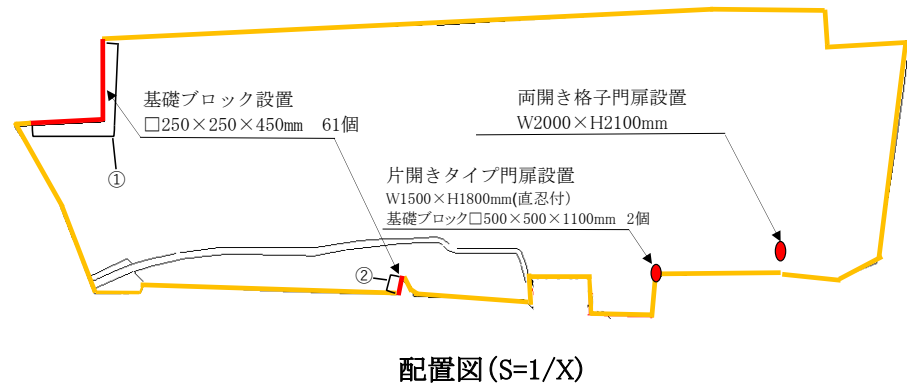 基礎ブロック設置
□250×250×450㎜　61個
①
両開き格子門扉設置
W2000×H2100mm
片開きタイプ門扉設置
W1500×H1800mm(直忍付)
基礎ブロック□500×500×1100㎜ 2個
②
配置図(S=1/X)